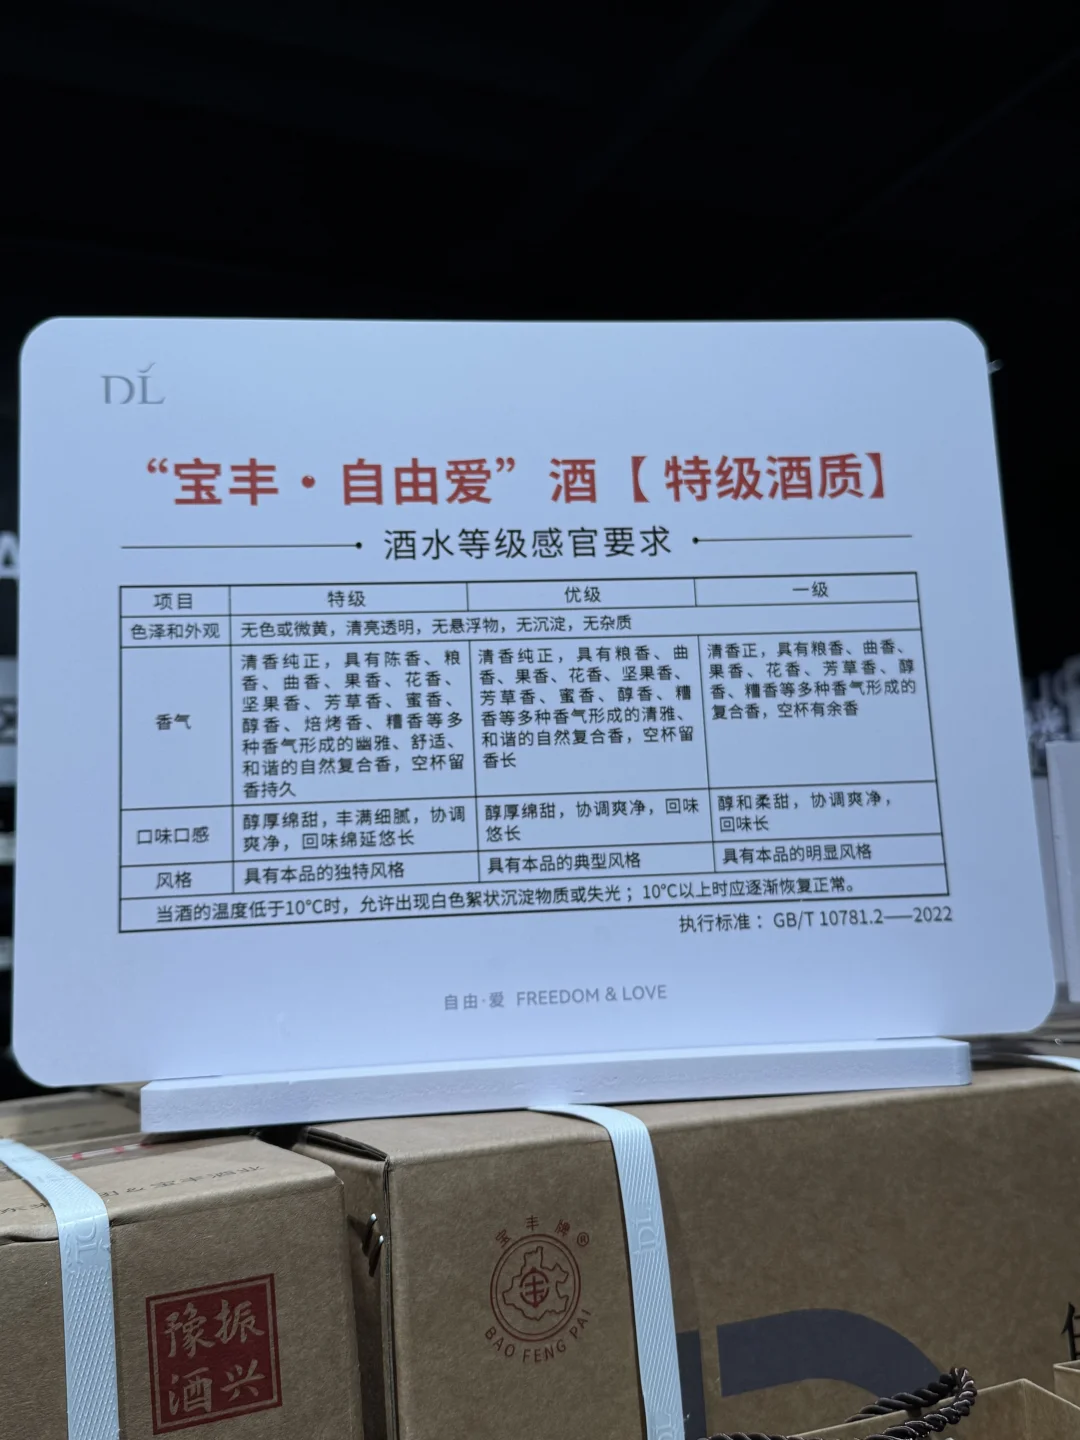 DL
“宝丰·自由爱”酒【特级酒质】
酒水等级感官要求
项目 特级 优级 一级
色泽和外观 无色或微黄，清亮透明，无悬浮物，无沉淀，无杂质
香气
清香纯正，具有陈香、粮
香、曲香、果香、花香、
坚果香、芳草香、蜜香、
醇香、焙烤香、糟香等多
种香气形成的幽雅、舒适、
和谐的自然复合香，空杯留
香持久
清香纯正，具有粮香、曲
香、果香、花香、坚果香、
芳草香、蜜香、醇香、糟
香等多种香气形成的清雅、
和谐的自然复合香，空杯留
香长
清香正，具有粮香、曲香、
果香、花香、芳草香、醇
香、糟香等多种香气形成的
复合香，空杯有余香
口味口感
醇厚绵甜，丰满细腻，协调
爽净，回味绵延悠长
醇厚绵甜，协调爽净，回味
悠长
醇和柔甜，协调爽净，
回味长
风格 具有本品的独特风格 具有本品的典型风格 具有本品的明显风格
当酒的温度低于10°C时，允许出现白色絮状沉淀物质或失光；10°C以上时应逐渐恢复正常。
执行标准：GB/T 10781.2——2022
自由·爱 FREEDOM & LOVE
宝丰牌®
BAO FENG PAI
振兴
豫酒